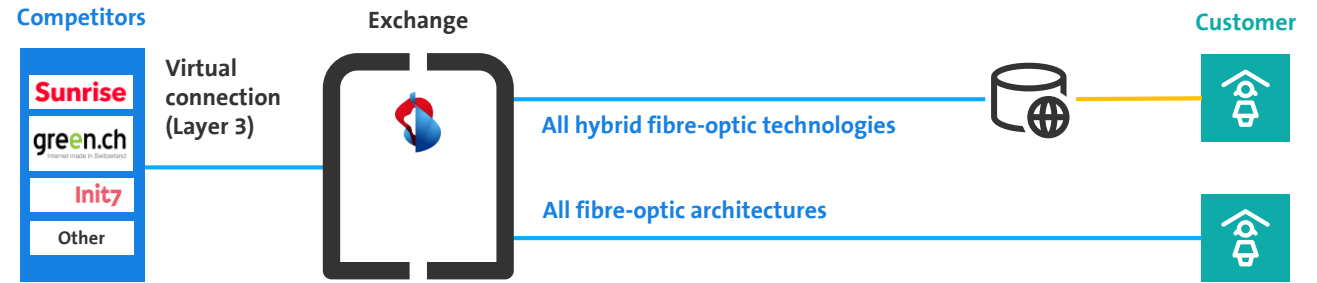 Competitors
Exchange
Customer
Sunrise
green.ch
Internet made in Switzerland
Init7
Other
Virtual
connection
(Layer 3)
All hybrid fibre-optic technologies
All fibre-optic architectures